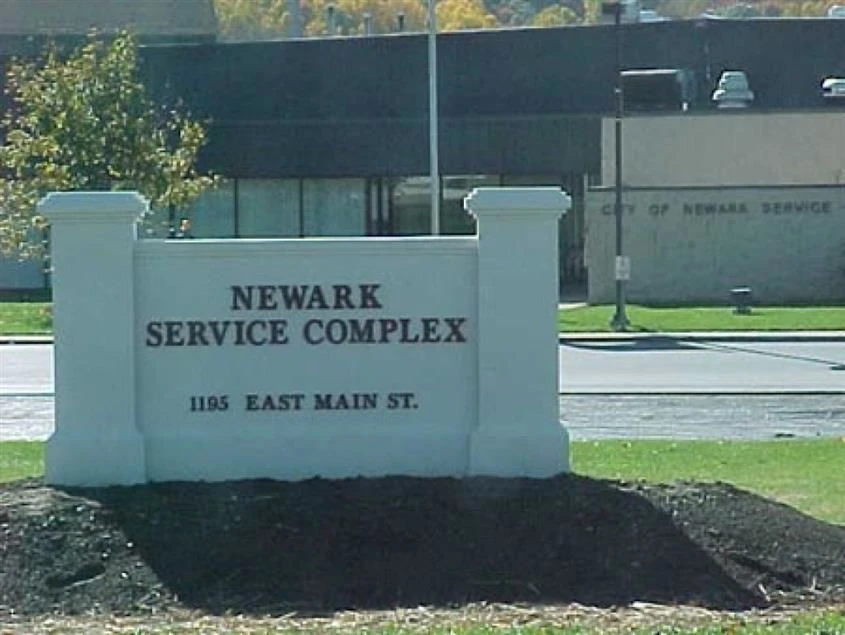 NEWARK
SERVICE COMPLEX
1195 EAST MAIN ST.
CITY OF NEWARK SERVICE